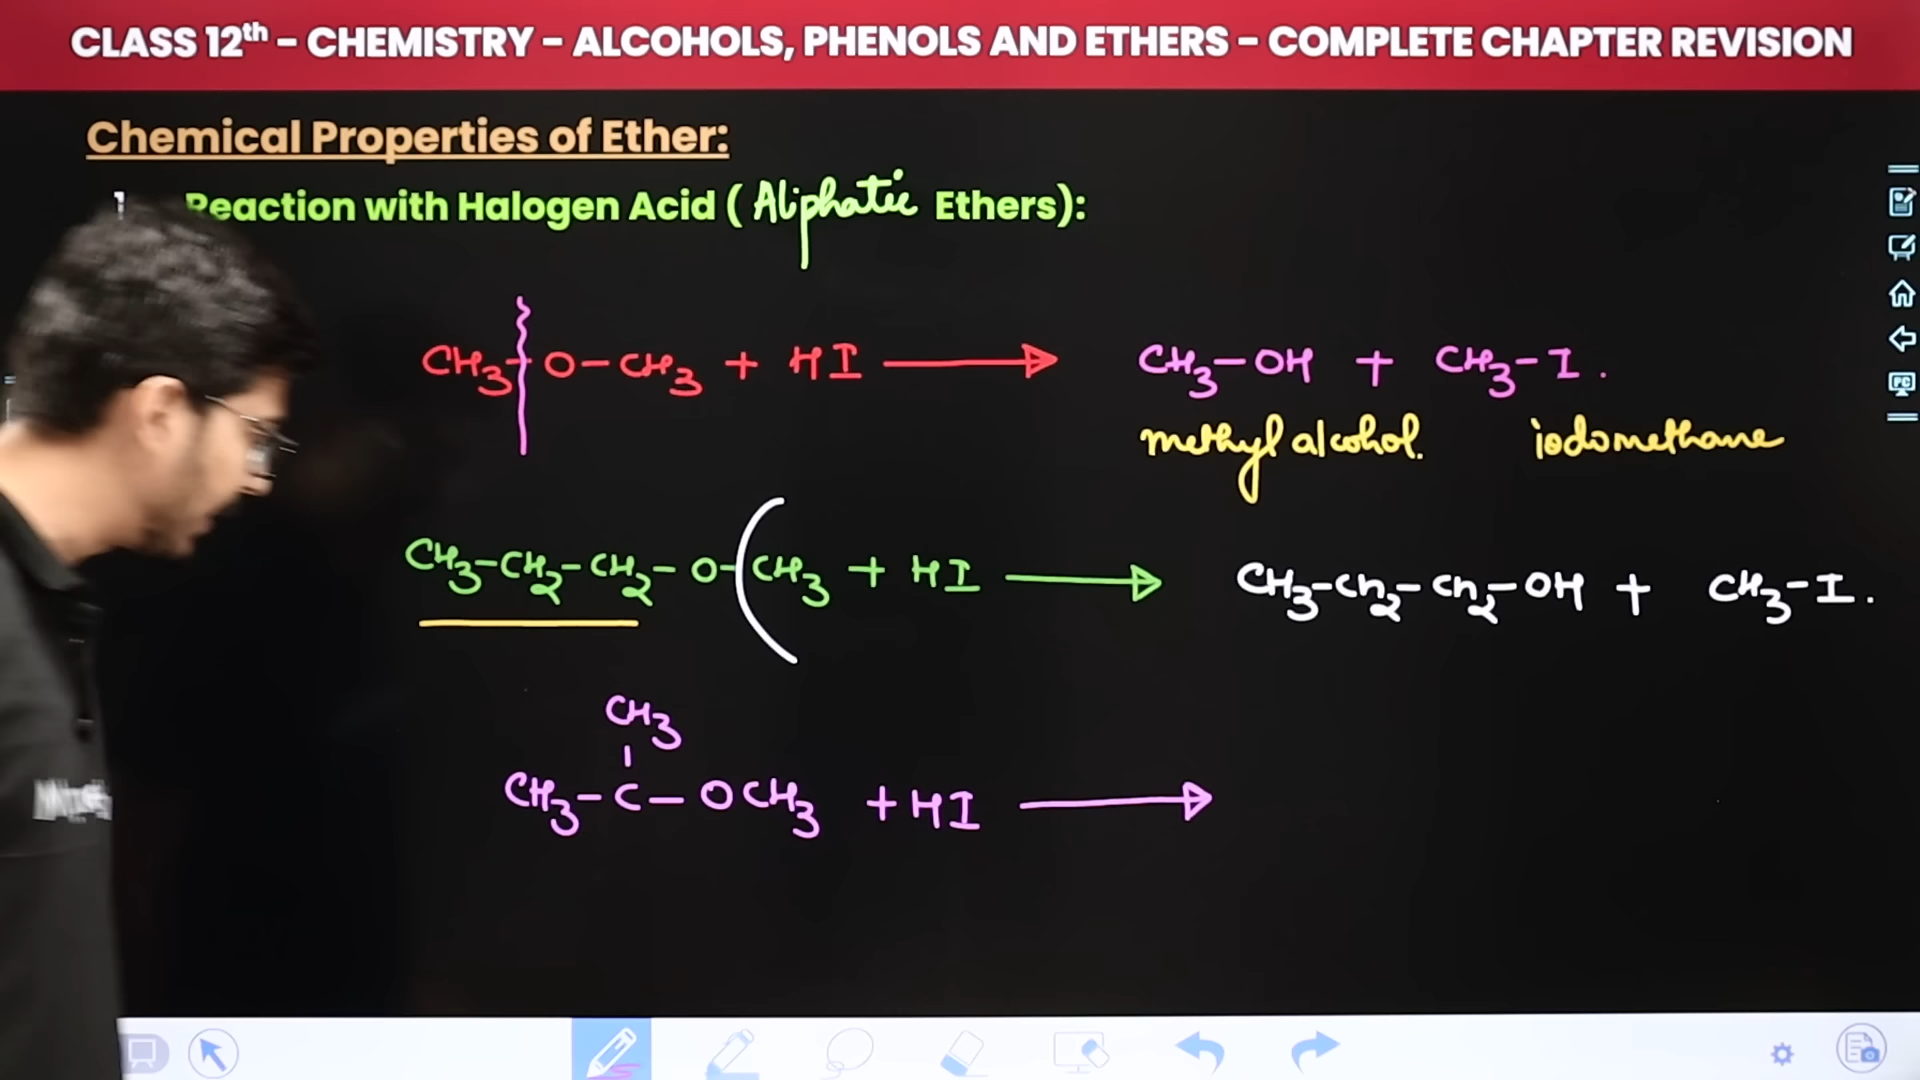 CLASS 12th – CHEMISTRY – ALCOHOLS, PHENOLS AND ETHERS – COMPLETE CHAPTER REVISION
Chemical Properties of Ether:
1. Reaction with Halogen Acid ( Aliphatic Ethers):
CH3 – O – CH3 + HI → CH3 – OH + CH3 – I.
methyl alcohol. iodomethane
CH3 – CH2 – CH2 – O – CH3 + HI → CH3 – CH2 – CH2 – OH + CH3 – I.
CH3
CH3 – C – OCH3 + HI →
PC